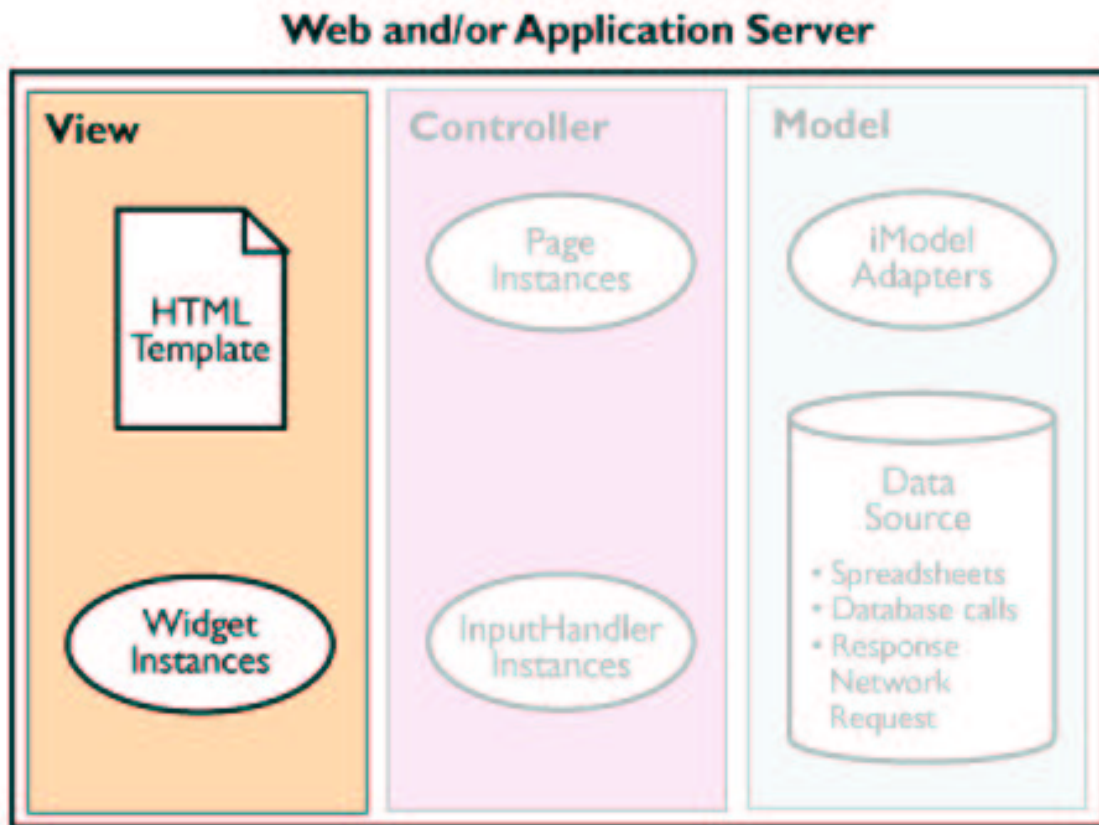 Web and/or Application Server
View
HTML
Template
Widget
Instances
Controller
Page
Instances
InputHandler
Instances
Model
iModel
Adapters
Data
Source
• Spreadsheets
• Database calls
• Response
Network
Request